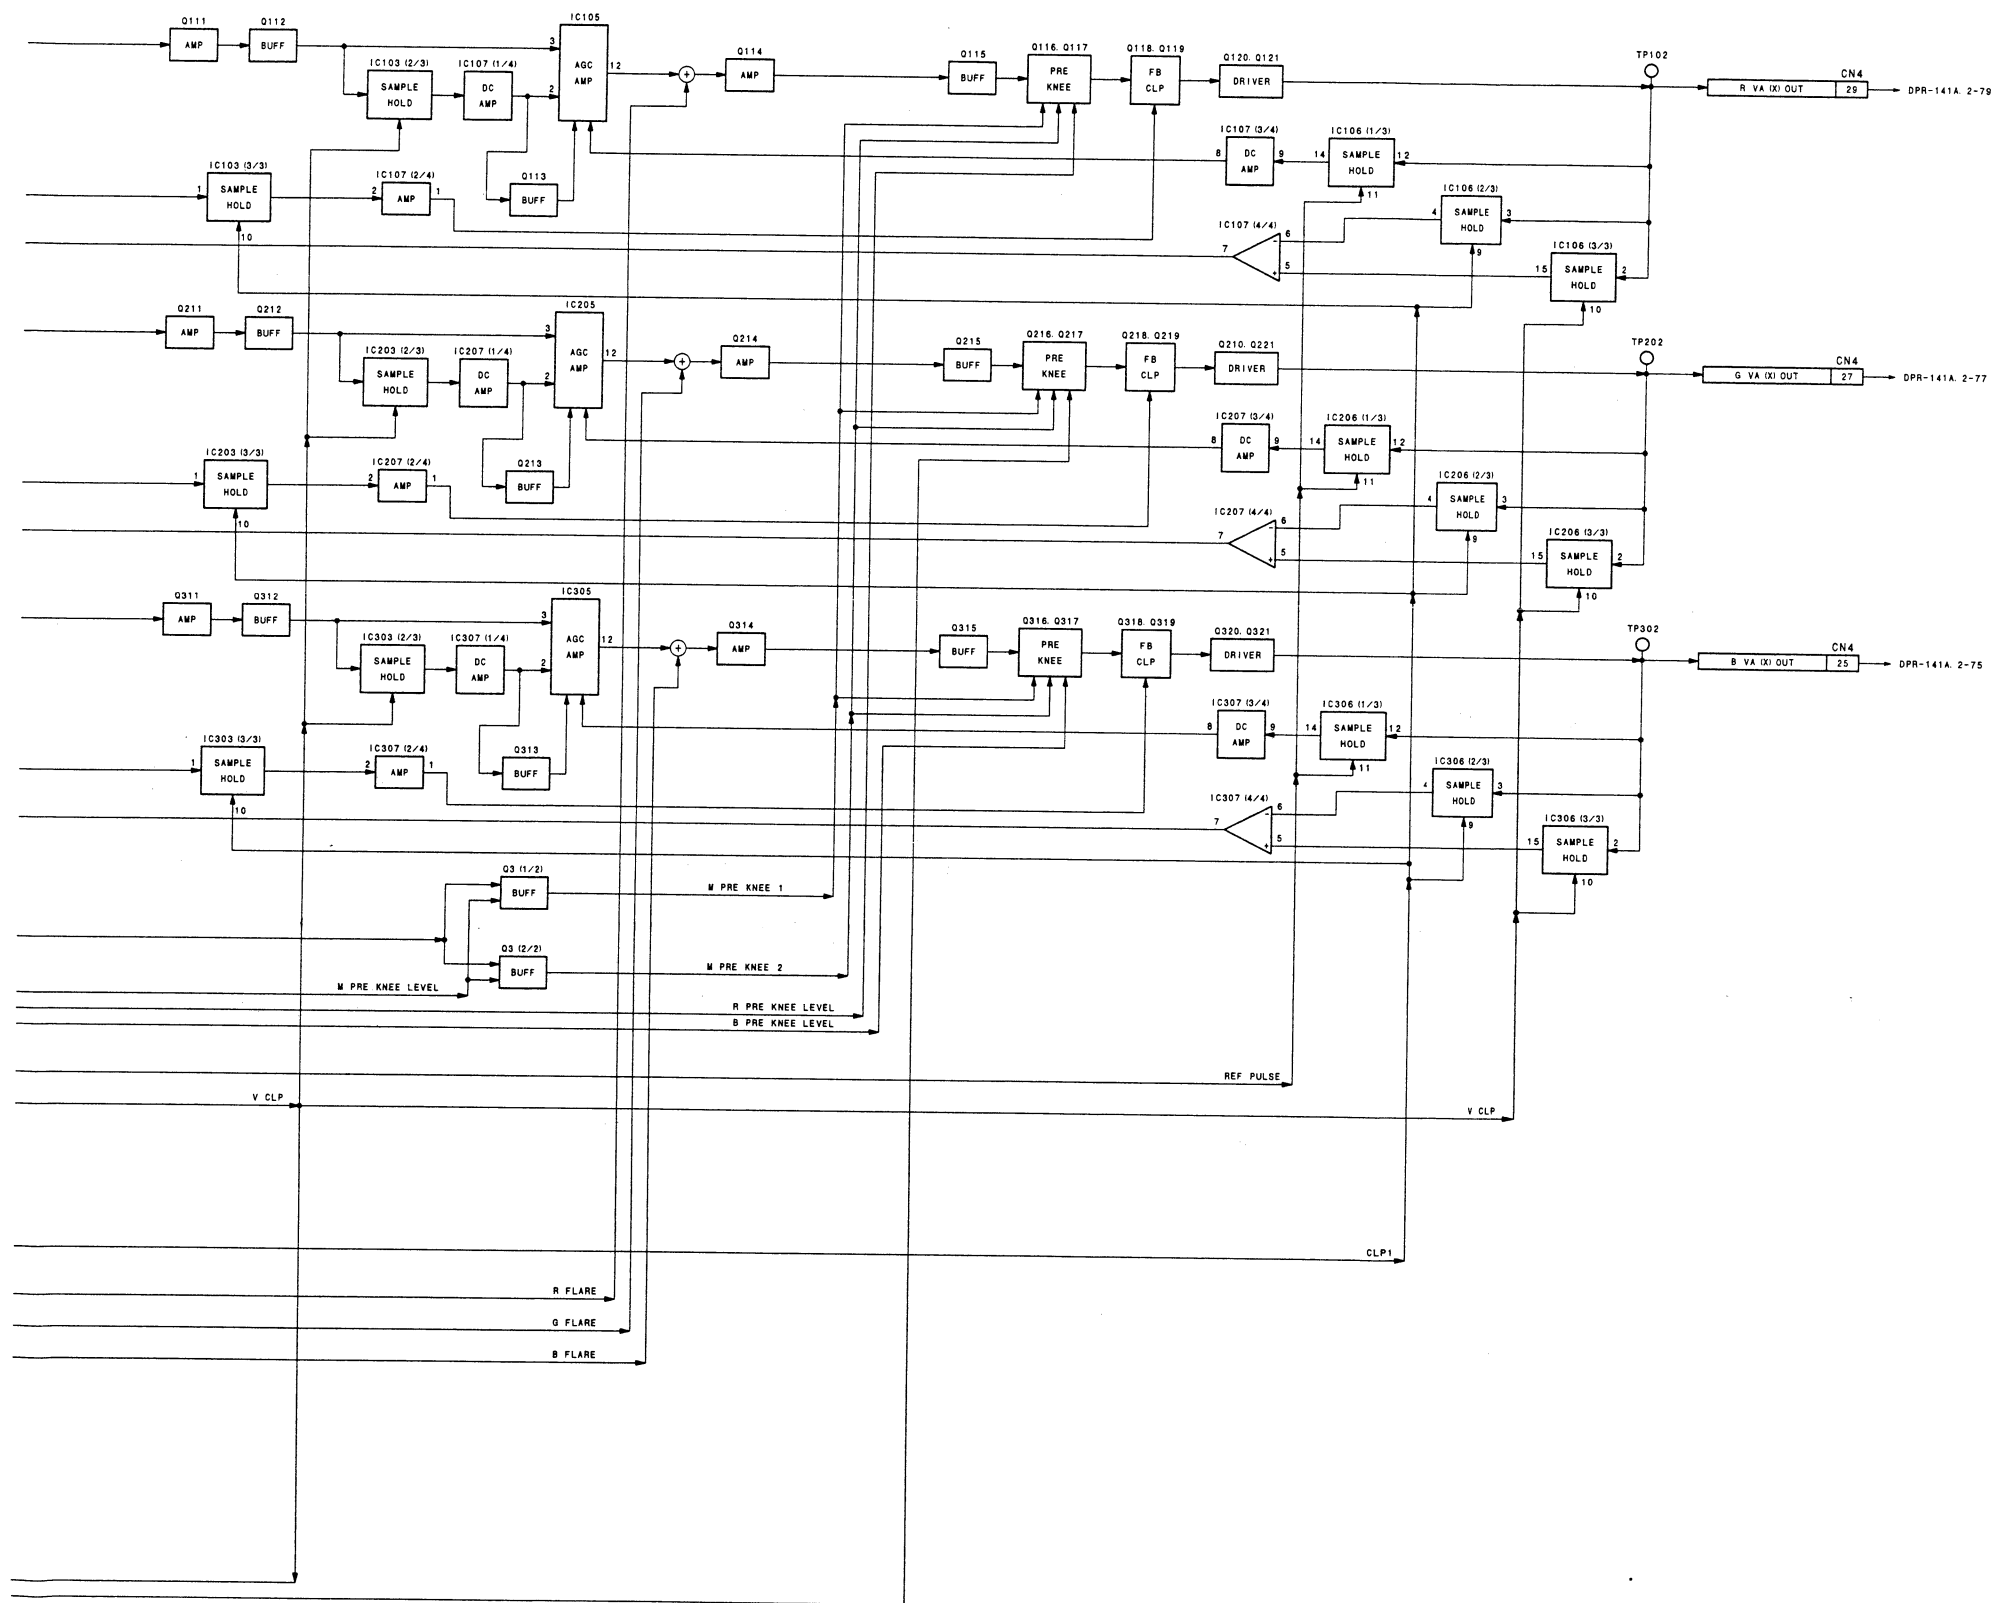 Q111
AMP
Q112
BUFF
IC105
3
AGC
AMP
12
2
IC103 (2/3)
SAMPLE
HOLD
IC107 (1/4)
DC
AMP
Q113
BUFF
Q114
AMP
Q115
BUFF
Q116. Q117
PRE
KNEE
Q118. Q119
FB
CLP
Q120. Q121
DRIVER
TP102
CN4
R VA (X) OUT
29
DPR-141A. 2-79
IC103 (3/3)
1
SAMPLE
HOLD
10
IC107 (2/4)
2
AMP
1
IC107 (3/4)
8
DC
AMP
9
IC106 (1/3)
14
SAMPLE
HOLD
12
11
IC106 (2/3)
4
SAMPLE
HOLD
3
9
IC107 (4/4)
7
6
-
5
+
IC106 (3/3)
15
SAMPLE
HOLD
2
10
Q211
AMP
Q212
BUFF
IC205
3
AGC
AMP
12
2
IC203 (2/3)
SAMPLE
HOLD
IC207 (1/4)
DC
AMP
Q213
BUFF
Q214
AMP
Q215
BUFF
Q216. Q217
PRE
KNEE
Q218. Q219
FB
CLP
Q210. Q221
DRIVER
TP202
CN4
G VA (X) OUT
27
DPR-141A. 2-77
IC203 (3/3)
1
SAMPLE
HOLD
10
IC207 (2/4)
2
AMP
1
IC207 (3/4)
8
DC
AMP
9
IC206 (1/3)
14
SAMPLE
HOLD
12
11
IC206 (2/3)
4
SAMPLE
HOLD
3
9
IC207 (4/4)
7
6
-
5
+
IC206 (3/3)
15
SAMPLE
HOLD
2
10
Q311
AMP
Q312
BUFF
IC305
3
AGC
AMP
12
2
IC303 (2/3)
SAMPLE
HOLD
IC307 (1/4)
DC
AMP
Q313
BUFF
Q314
AMP
Q315
BUFF
Q316. Q317
PRE
KNEE
Q318. Q319
FB
CLP
Q320. Q321
DRIVER
TP302
CN4
B VA (X) OUT
25
DPR-141A. 2-75
IC303 (3/3)
1
SAMPLE
HOLD
10
IC307 (2/4)
2
AMP
1
IC307 (3/4)
8
DC
AMP
9
IC306 (1/3)
14
SAMPLE
HOLD
12
11
IC306 (2/3)
4
SAMPLE
HOLD
3
9
IC307 (4/4)
7
6
-
5
+
IC306 (3/3)
15
SAMPLE
HOLD
2
10
Q3 (1/2)
BUFF
M PRE KNEE 1
Q3 (2/2)
BUFF
M PRE KNEE 2
M PRE KNEE LEVEL
R PRE KNEE LEVEL
B PRE KNEE LEVEL
REF PULSE
V CLP
V CLP
CLP1
R FLARE
G FLARE
B FLARE